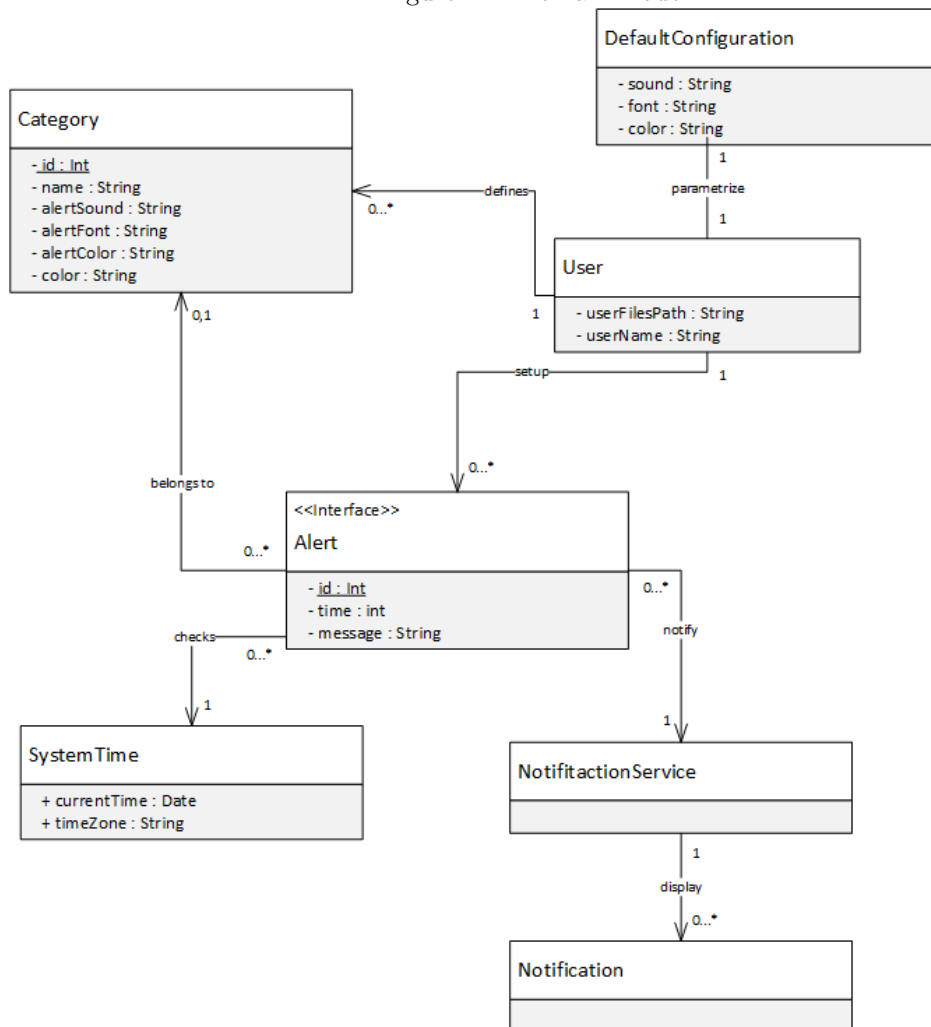 DefaultConfiguration
- sound : String
- font : String
- color : String
1
parametrize
1
Category
- id : Int
- name : String
- alertSound : String
- alertFont : String
- alertColor : String
- color : String
defines
0...*
1
User
- userFilesPath : String
- userName : String
0,1
setup
1
0...*
belongs to
<<Interface>>
Alert
- id : Int
- time : int
- message : String
0...*
0...*
checks
0...*
notify
1
1
SystemTime
+ currentTime : Date
+ timeZone : String
NotifitactionService
1
display
0...*
Notification